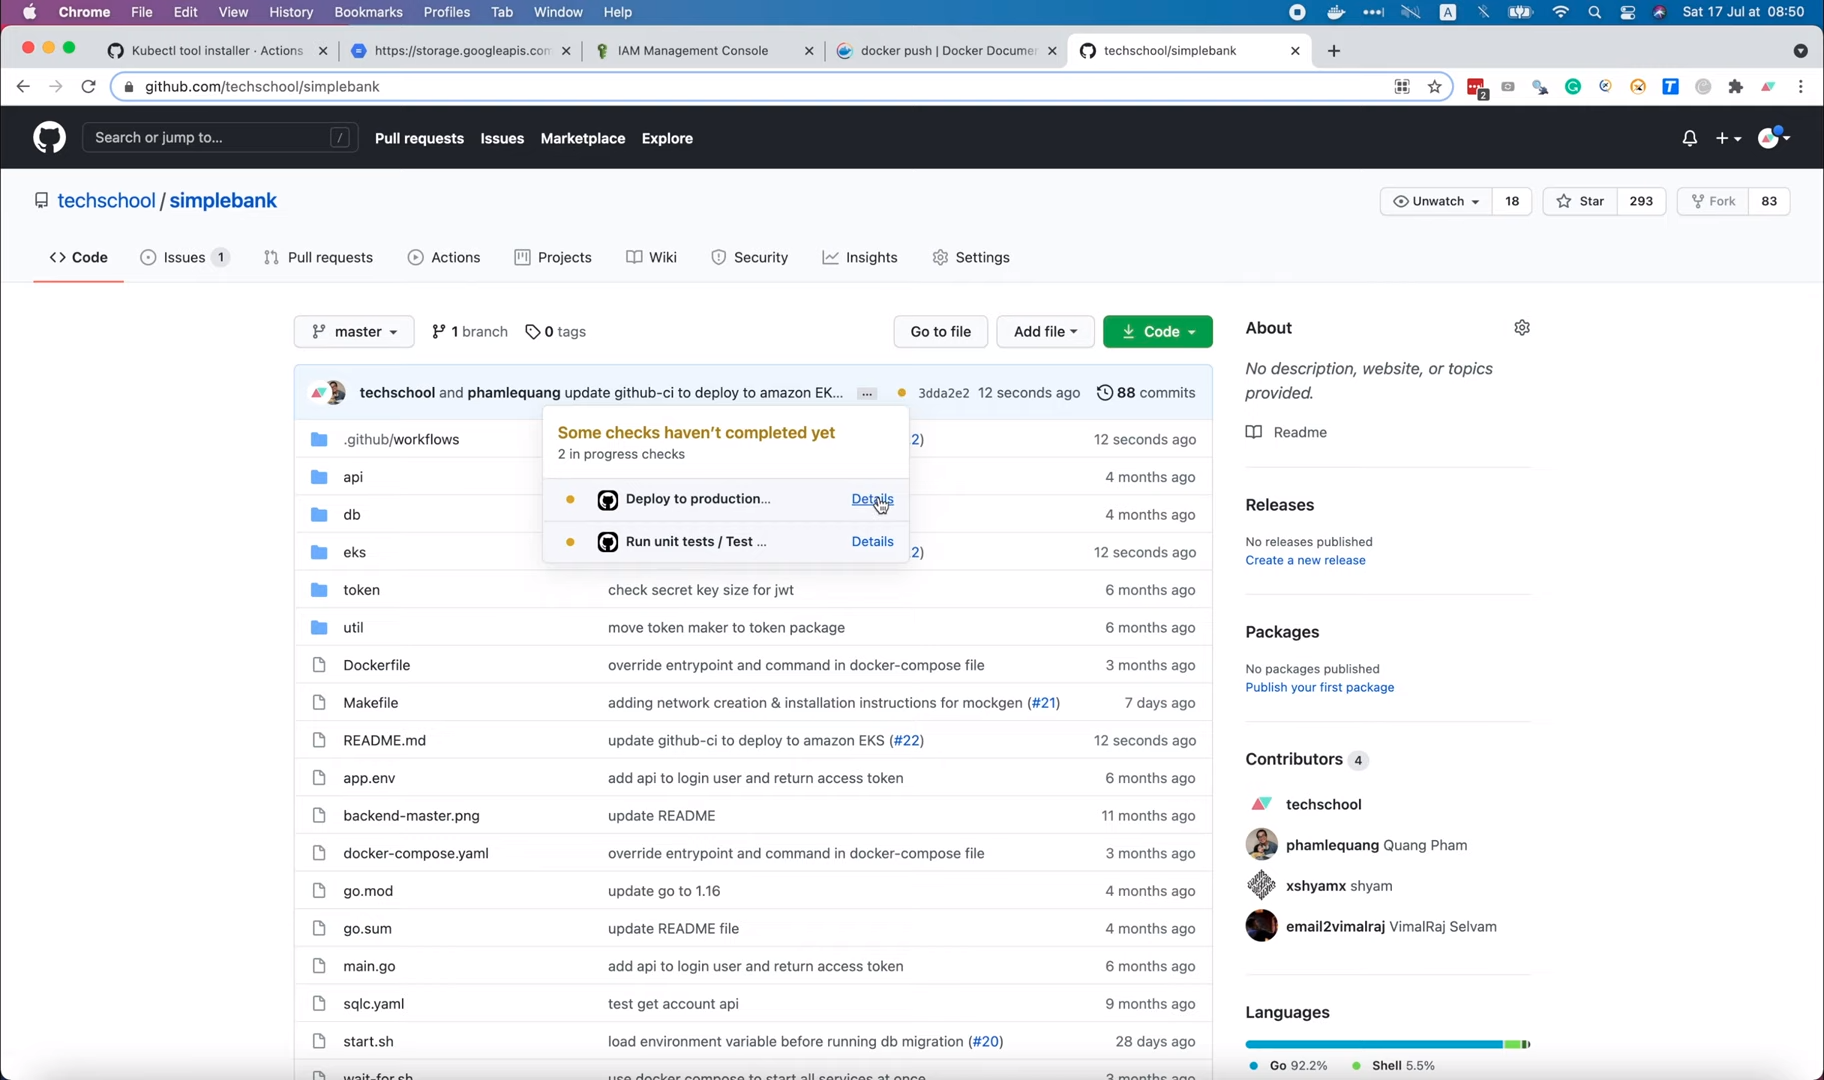 Chrome File Edit View History Bookmarks Profiles Tab Window Help A Sat 17 Jul at 08:50
Kubectl tool installer · Actions https://storage.googleapis.com IAM Management Console docker push | Docker Documen techschool/simplebank
github.com/techschool/simplebank 2
Search or jump to... / Pull requests Issues Marketplace Explore
techschool / simplebank Unwatch 18 Star 293 Fork 83
Code Issues 1 Pull requests Actions Projects Wiki Security Insights Settings
master 1 branch 0 tags Go to file Add file Code
techschool and phamlequang update github-ci to deploy to amazon EK... ... 3dda2e2 12 seconds ago 88 commits
Some checks haven't completed yet
2 in progress checks
Deploy to production... Details
Run unit tests / Test ... Details
.github/workflows 2) 12 seconds ago
api 4 months ago
db 4 months ago
eks 2) 12 seconds ago
token check secret key size for jwt 6 months ago
util move token maker to token package 6 months ago
Dockerfile override entrypoint and command in docker-compose file 3 months ago
Makefile adding network creation & installation instructions for mockgen (#21) 7 days ago
README.md update github-ci to deploy to amazon EKS (#22) 12 seconds ago
app.env add api to login user and return access token 6 months ago
backend-master.png update README 11 months ago
docker-compose.yaml override entrypoint and command in docker-compose file 3 months ago
go.mod update go to 1.16 4 months ago
go.sum update README file 4 months ago
main.go add api to login user and return access token 6 months ago
sqlc.yaml test get account api 9 months ago
start.sh load environment variable before running db migration (#20) 28 days ago
wait-for.sh use docker compose to start all services at once 3 months ago
About
No description, website, or topics
provided.
Readme
Releases
No releases published
Create a new release
Packages
No packages published
Publish your first package
Contributors 4
techschool
phamlequang Quang Pham
xshyamx shyam
email2vimalraj VimalRaj Selvam
Languages
Go 92.2% Shell 5.5%